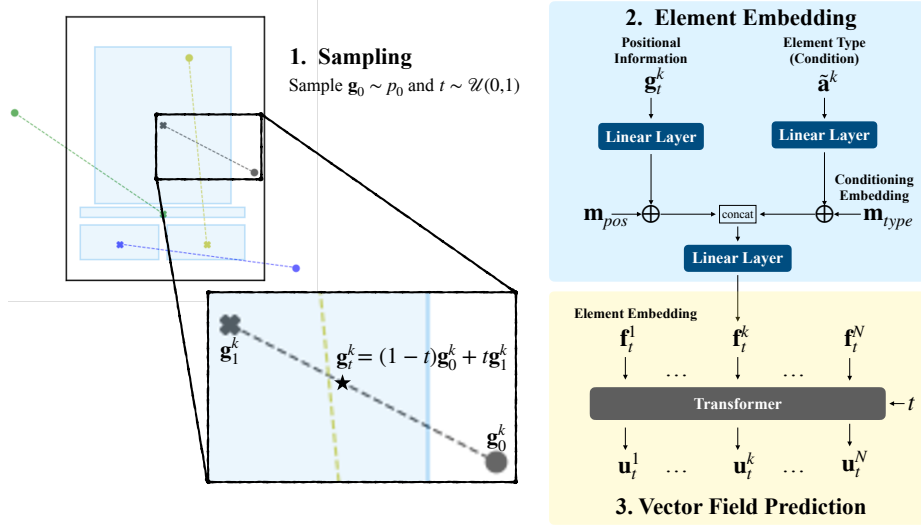 1. Sampling
Sample g₀ ~ p₀ and t ~ 𝒰(0,1)
g₁ᵏ
gₜᵏ = (1 − t)g₀ᵏ + tg₁ᵏ
g₀ᵏ
2. Element Embedding
Positional
Information
gₜᵏ
Element Type
(Condition)
ãᵏ
Linear Layer
Linear Layer
Conditioning
Embedding
m_pos
concat
m_type
Linear Layer
Element Embedding
fₜ¹
fₜᵏ
fₜᴺ
...
...
Transformer
t
uₜ¹
...
uₜᵏ
...
uₜᴺ
3. Vector Field Prediction